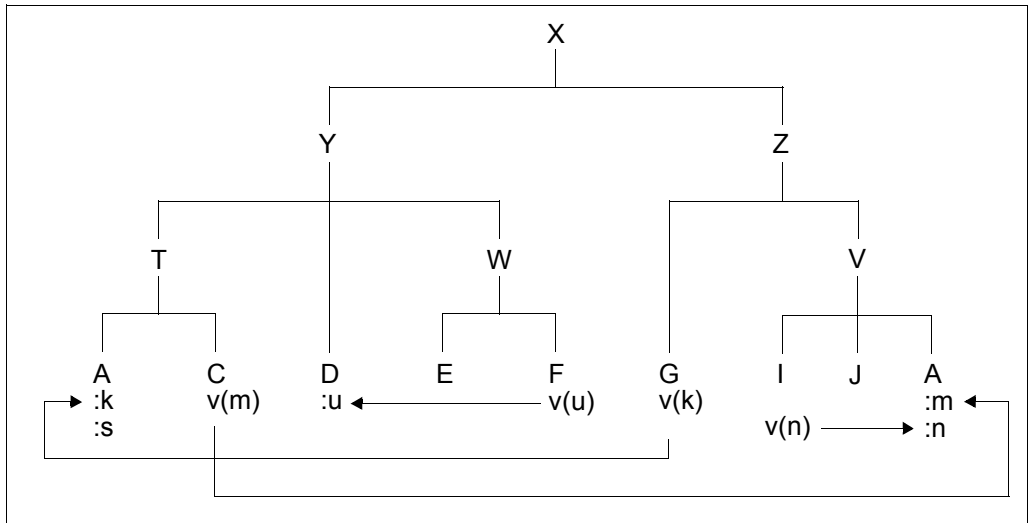 X
Y Z
T W V
A C D E F G I J A
:k v(m) :u v(u) v(k) :m
:s v(n) :n